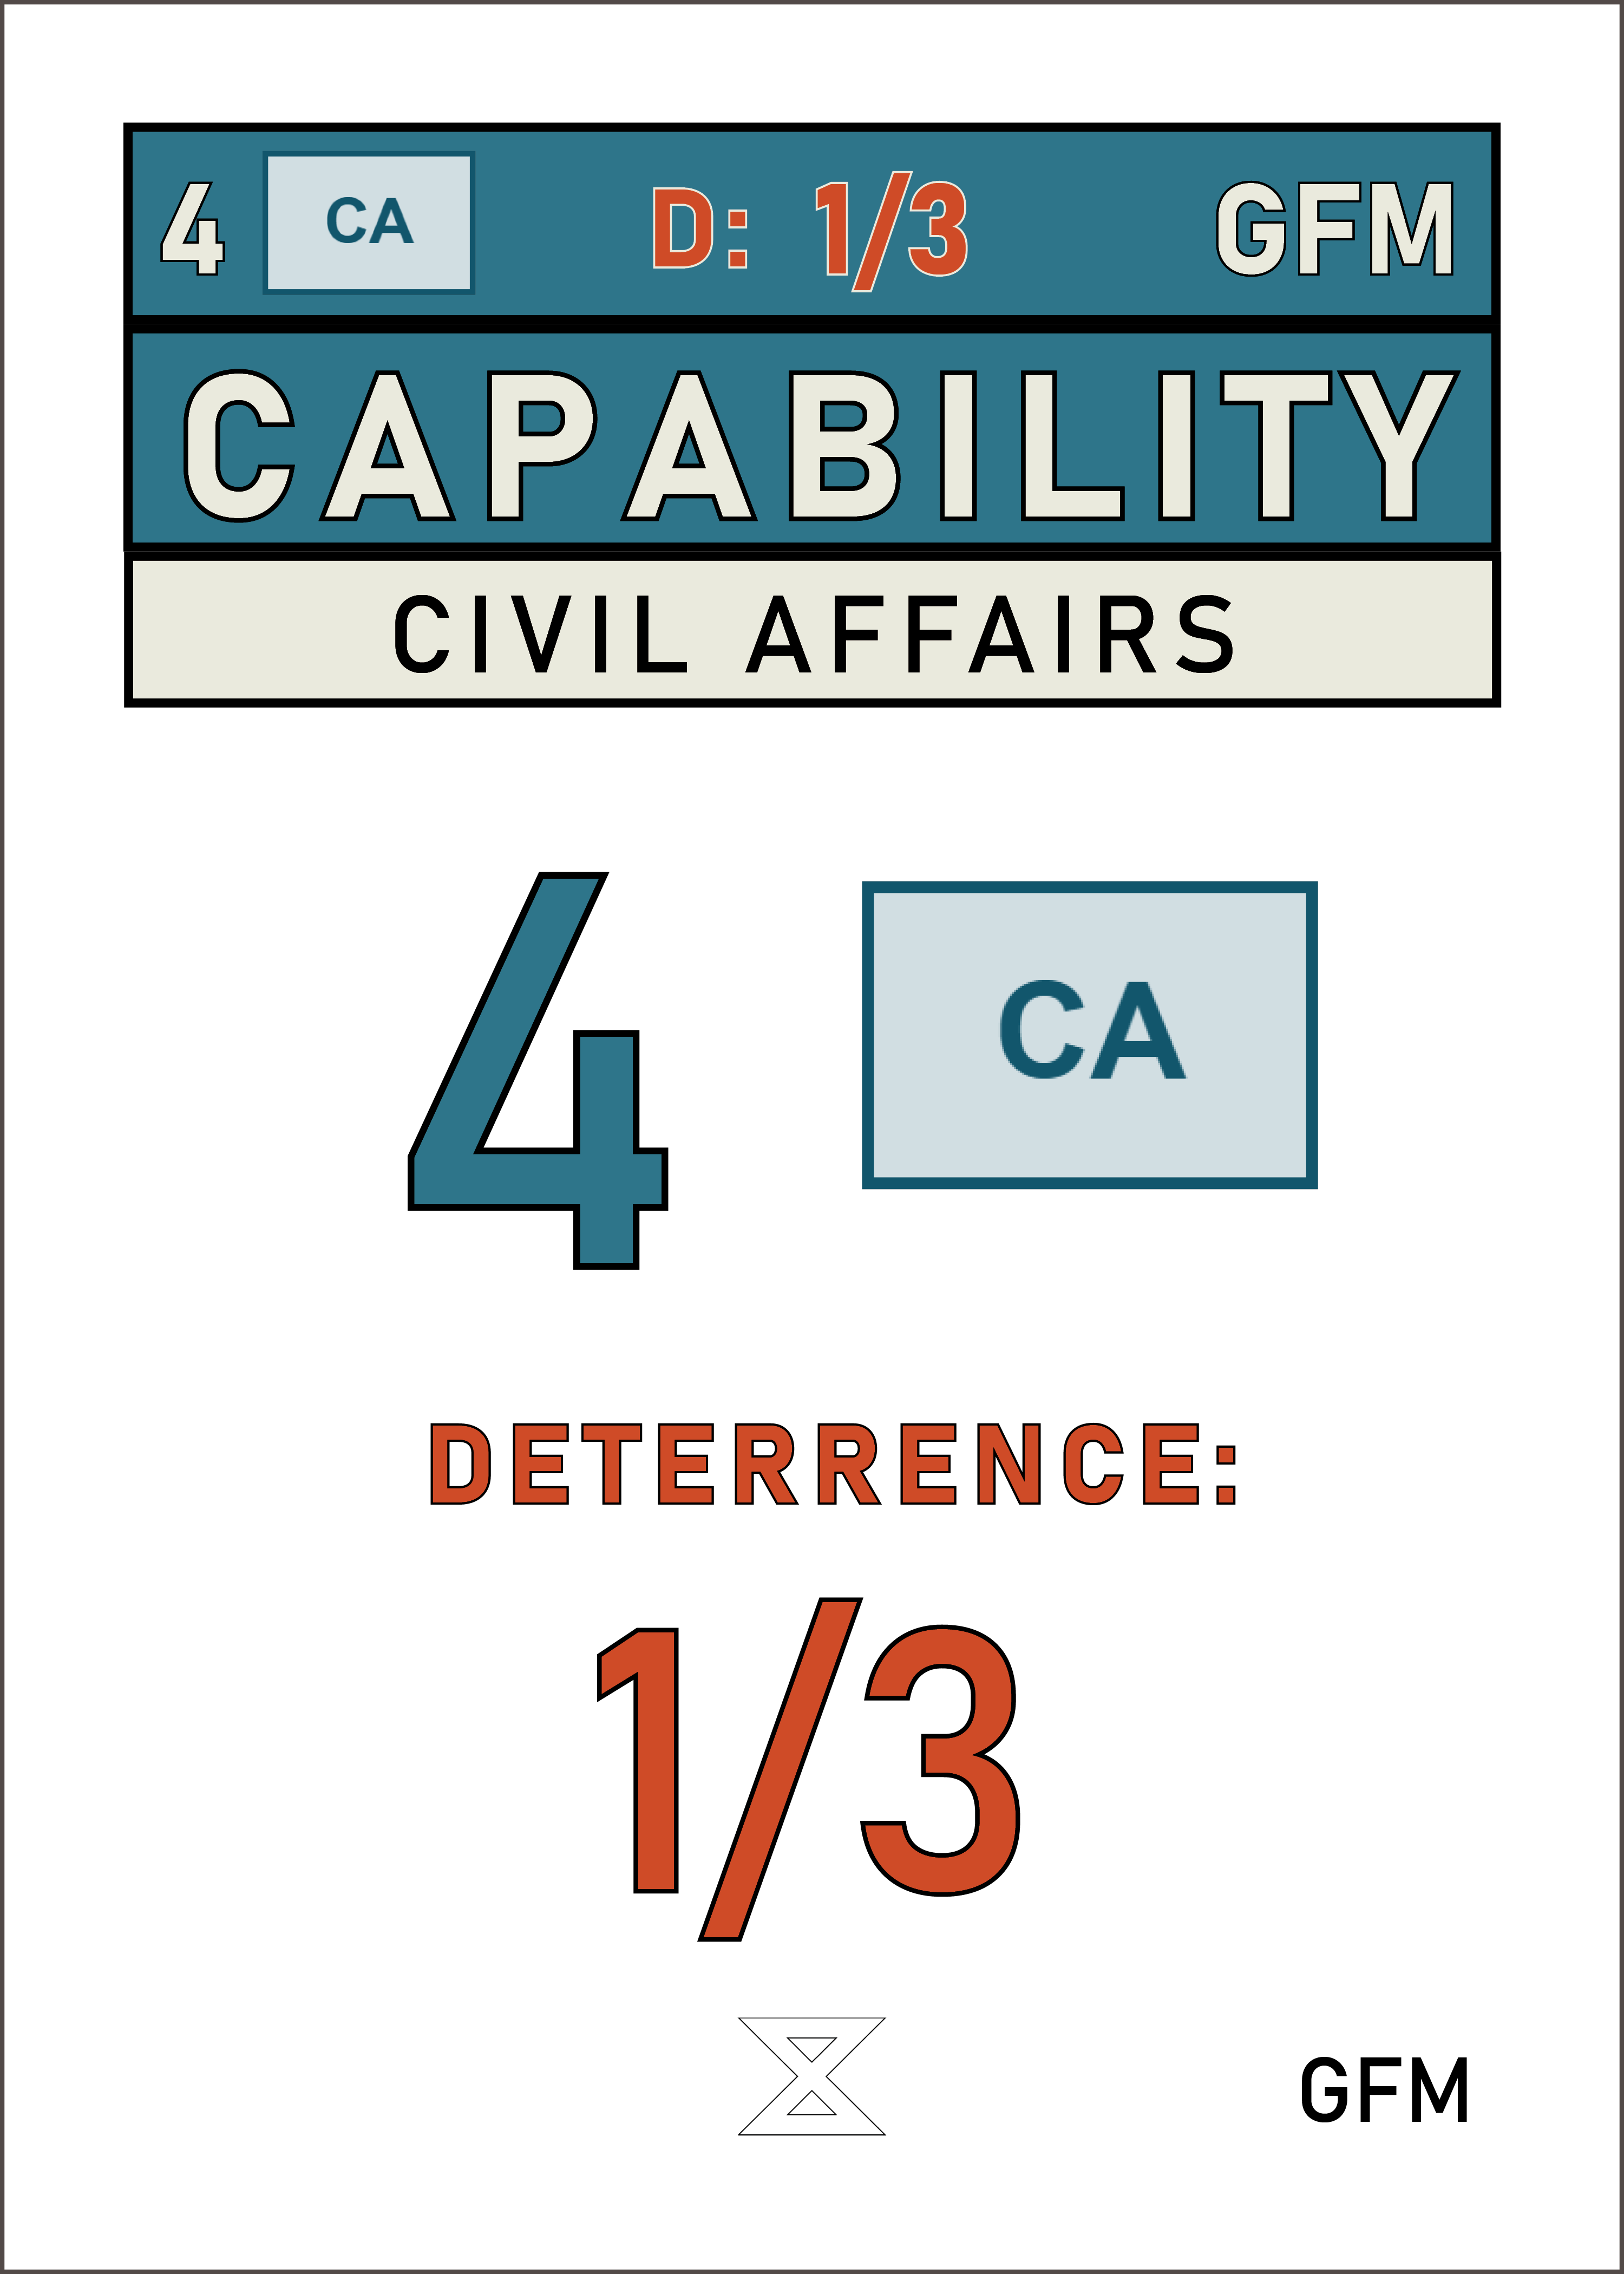 4 CA D: 1/3 GFM
CAPABILITY
CIVIL AFFAIRS
4 CA
DETERRENCE:
1/3
GFM